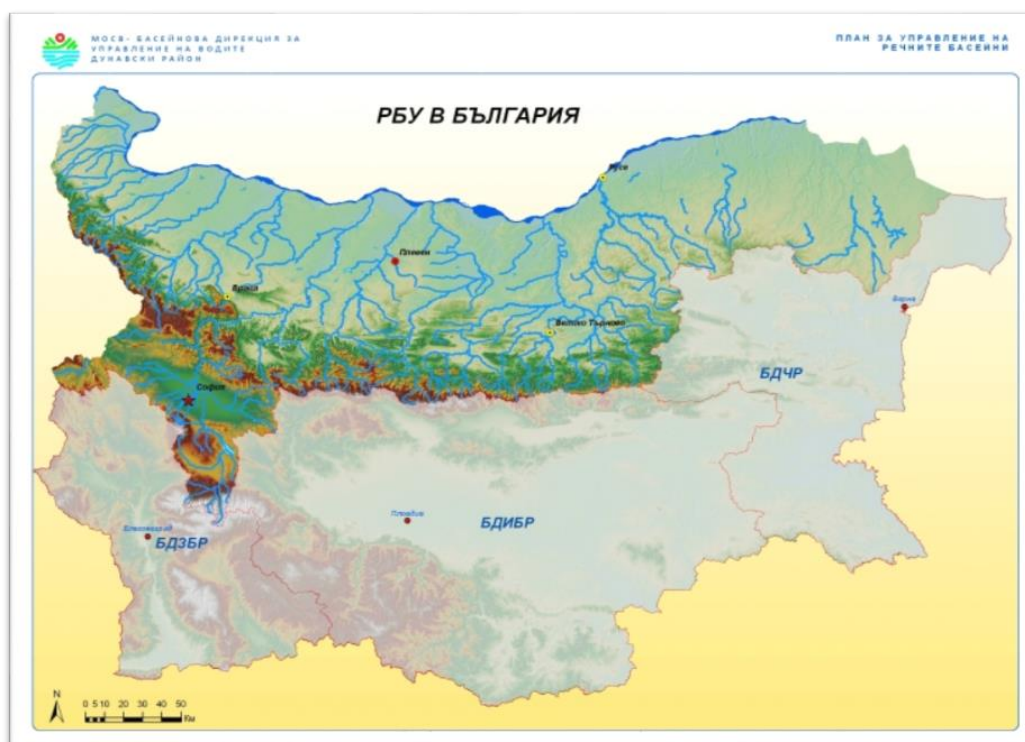 МОСВ- БАСЕЙНОВА ДИРЕКЦИЯ ЗА
УПРАВЛЕНИЕ НА ВОДИТЕ
ДУНАВСКИ РАЙОН
ПЛАН ЗА УПРАВЛЕНИЕ НА
РЕЧНИТЕ БАСЕЙНИ
РБУ В БЪЛГАРИЯ
Русе
Плевен
Враца
Варна
Велико Търново
БДЧР
София
Пловдив
БДИБР
Благоевград
БДЗБР
N
0 5 10 20 30 40 50
Км